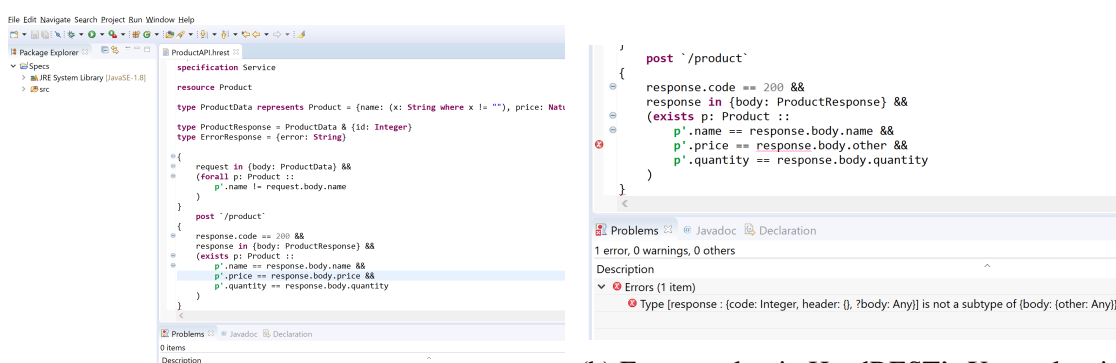 File Edit Navigate Search Project Run Window Help
Package Explorer
Specs
JRE System Library [JavaSE-1.8]
src
ProductAPI.hrest
specification Service
resource Product
type ProductData represents Product = {name: (x: String where x != ""), price: Natu
type ProductResponse = ProductData & {id: Integer}
type ErrorResponse = {error: String}
{
request in {body: ProductData} &&
(forall p: Product ::
p'.name != request.body.name
)
}
post `/product`
{
response.code == 200 &&
response in {body: ProductResponse} &&
(exists p: Product ::
p'.name == response.body.name &&
p'.price == response.body.price &&
p'.quantity == response.body.quantity
)
}
Problems Javadoc Declaration
0 items
Description
}
post `/product`
{
response.code == 200 &&
response in {body: ProductResponse} &&
(exists p: Product ::
p'.name == response.body.name &&
p'.price == response.body.other &&
p'.quantity == response.body.quantity
)
}
Problems Javadoc Declaration
1 error, 0 warnings, 0 others
Description
Errors (1 item)
Type [response : {code: Integer, header: {}, ?body: Any}] is not a subtype of {body: {other: Any}}